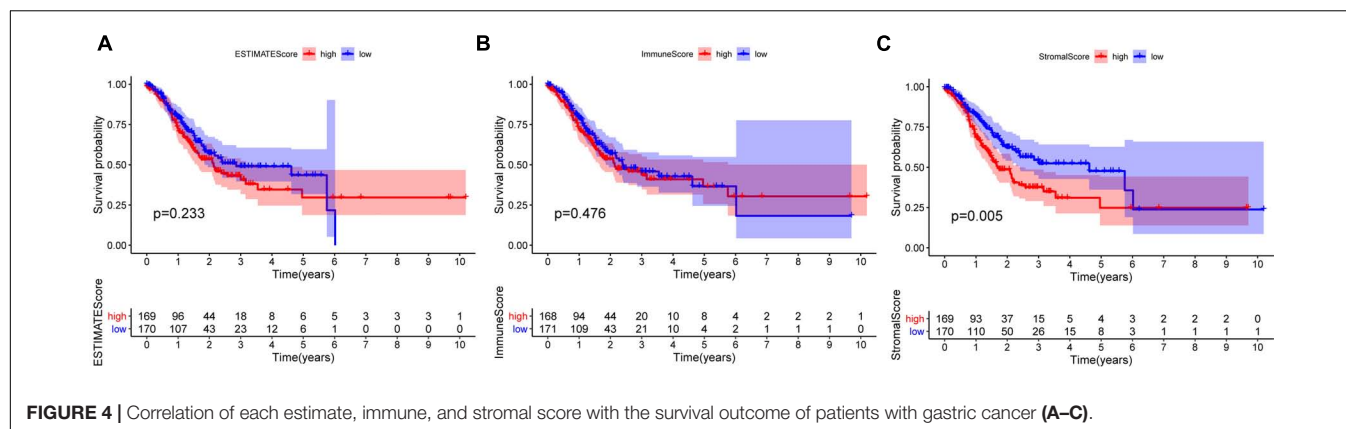 A
ESTIMATEScore high low
Survival probability
1.00
0.75
0.50
0.25
0.00
p=0.233
0 1 2 3 4 5 6 7 8 9 10
Time(years)
ESTIMATEScore
high 169 96 44 18 8 6 5 3 3 3 1
low 170 107 43 23 12 6 1 0 0 0 0
0 1 2 3 4 5 6 7 8 9 10
Time(years)
B
ImmuneScore high low
Survival probability
1.00
0.75
0.50
0.25
0.00
p=0.476
0 1 2 3 4 5 6 7 8 9 10
Time(years)
ImmuneScore
high 168 94 44 20 10 8 4 2 2 2 1
low 171 109 43 21 10 4 2 1 1 1 0
0 1 2 3 4 5 6 7 8 9 10
Time(years)
C
StromalScore high low
Survival probability
1.00
0.75
0.50
0.25
0.00
p=0.005
0 1 2 3 4 5 6 7 8 9 10
Time(years)
StromalScore
high 169 93 37 15 5 4 3 2 2 2 0
low 170 110 50 26 15 8 3 1 1 1 1
0 1 2 3 4 5 6 7 8 9 10
Time(years)
FIGURE 4 | Correlation of each estimate, immune, and stromal score with the survival outcome of patients with gastric cancer (A–C).